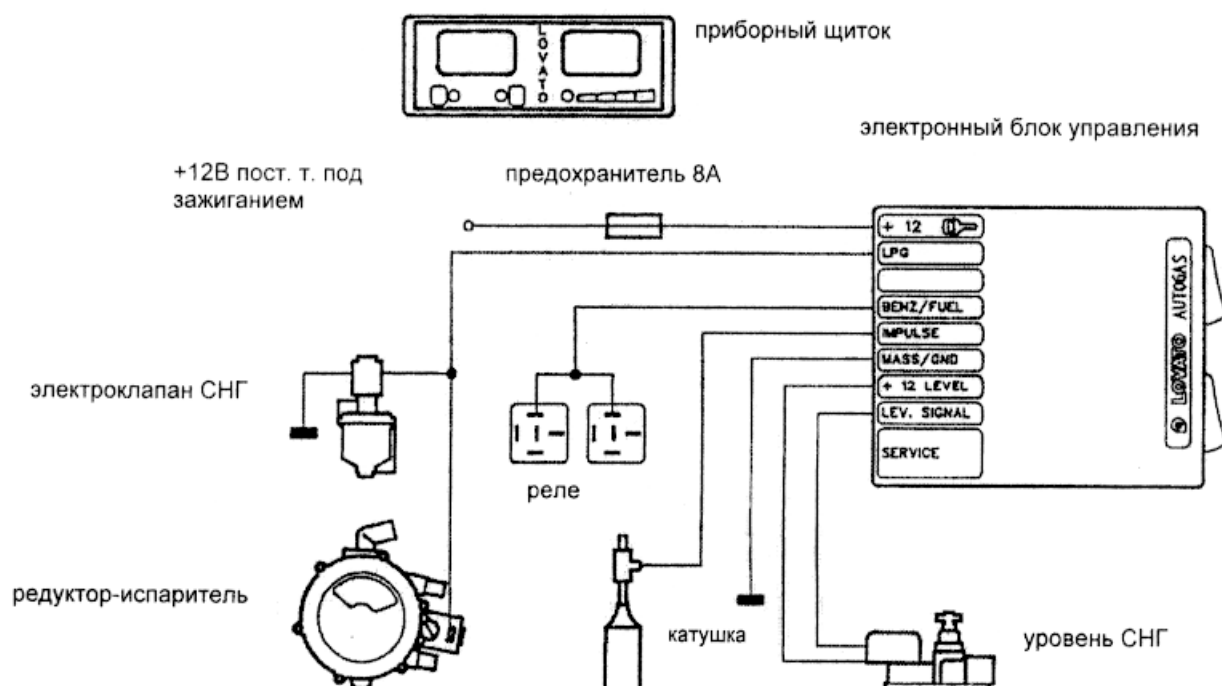 LOVATO
приборный щиток
электронный блок управления
+12В пост. т. под
зажиганием
предохранитель 8А
+ 12
LPG
BENZ/FUEL
IMPULSE
MASS/GND
+ 12 LEVEL
LEV. SIGNAL
SERVICE
LOVATO AUTOGAS
электроклапан СНГ
реле
редуктор-испаритель
катушка
уровень СНГ